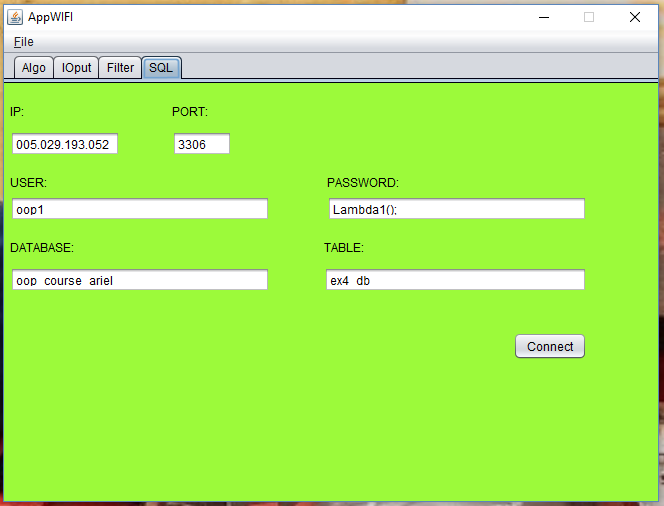 AppWIFI
File
Algo IOput Filter SQL
IP: PORT:
005.029.193.052 3306
USER: PASSWORD:
oop1 Lambda1();
DATABASE: TABLE:
oop_course_ariel ex4_db
Connect